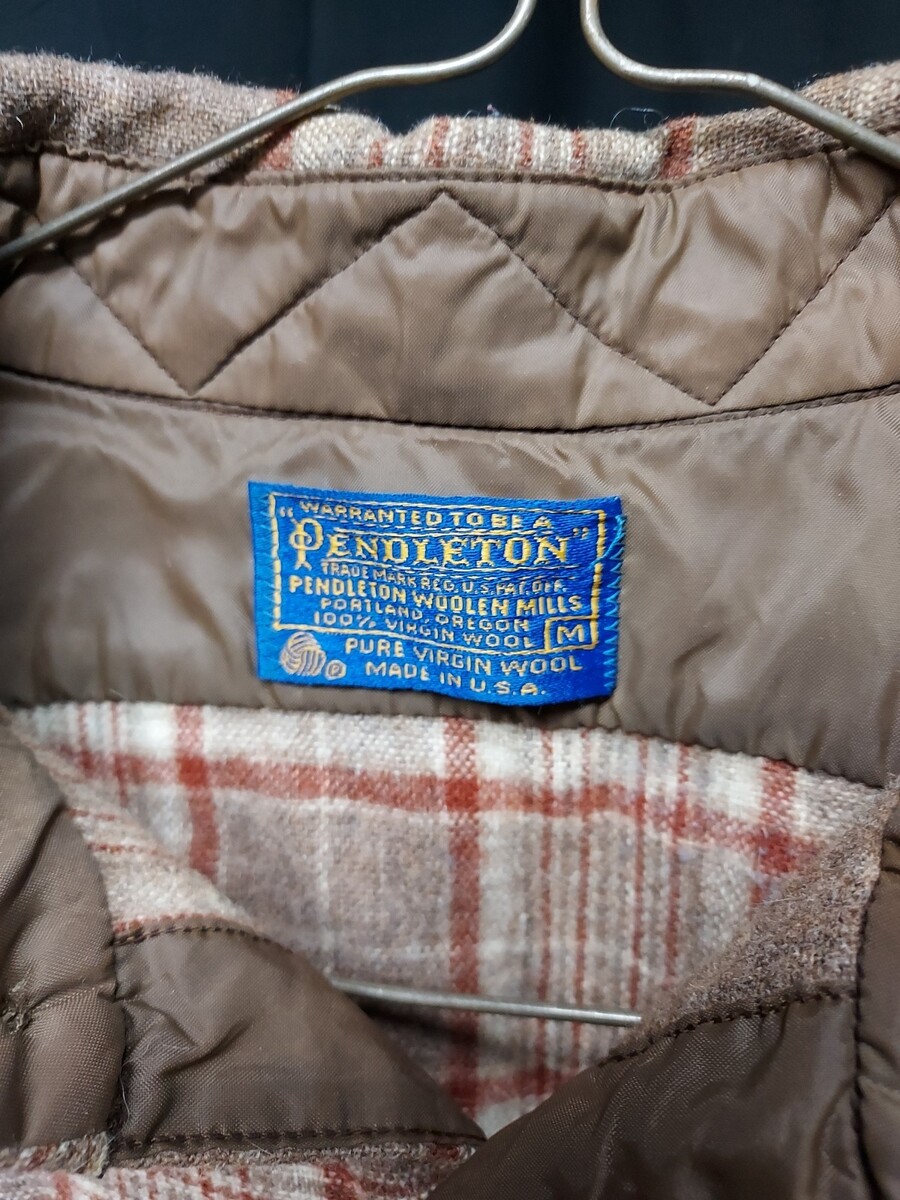 WARRANTED TO BE A
"PENDLETON"
TRADE MARK REG. U.S. PAT. OFF.
PENDLETON WOOLEN MILLS
PORTLAND, OREGON
100% VIRGIN WOOL M
PURE VIRGIN WOOL
® MADE IN U.S.A.